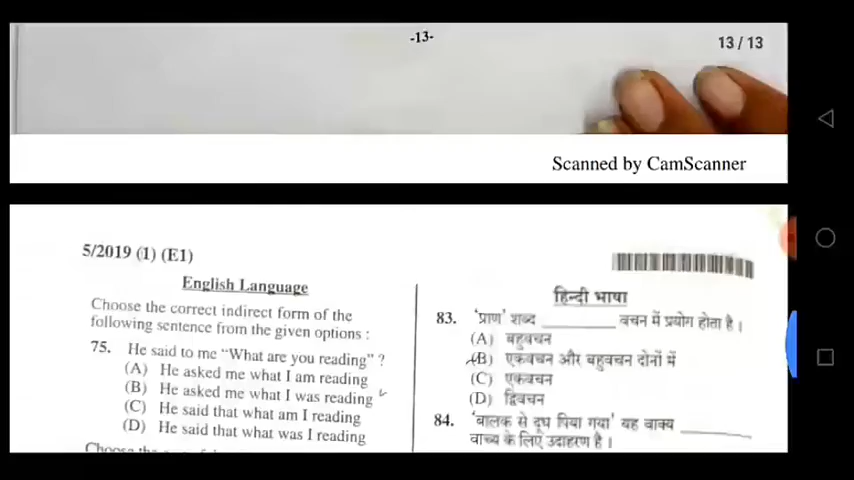 -13-
13 / 13
Scanned by CamScanner
5/2019 (1) (E1)
English Language
Choose the correct indirect form of the
following sentence from the given options :
75. He said to me “What are you reading” ?
(A) He asked me what I am reading
(B) He asked me what I was reading
(C) He said that what am I reading
(D) He said that what was I reading
हिन्दी भाषा
83. ‘प्राण’ शब्द ________ वचन में प्रयोग होता है।
(A) बहुवचन
(B) एकवचन और बहुवचन दोनों में
(C) एकवचन
(D) द्विवचन
84. ‘बालक से दूध पिया गया’ यह वाक्य ________
वाच्य के लिए उदाहरण है।